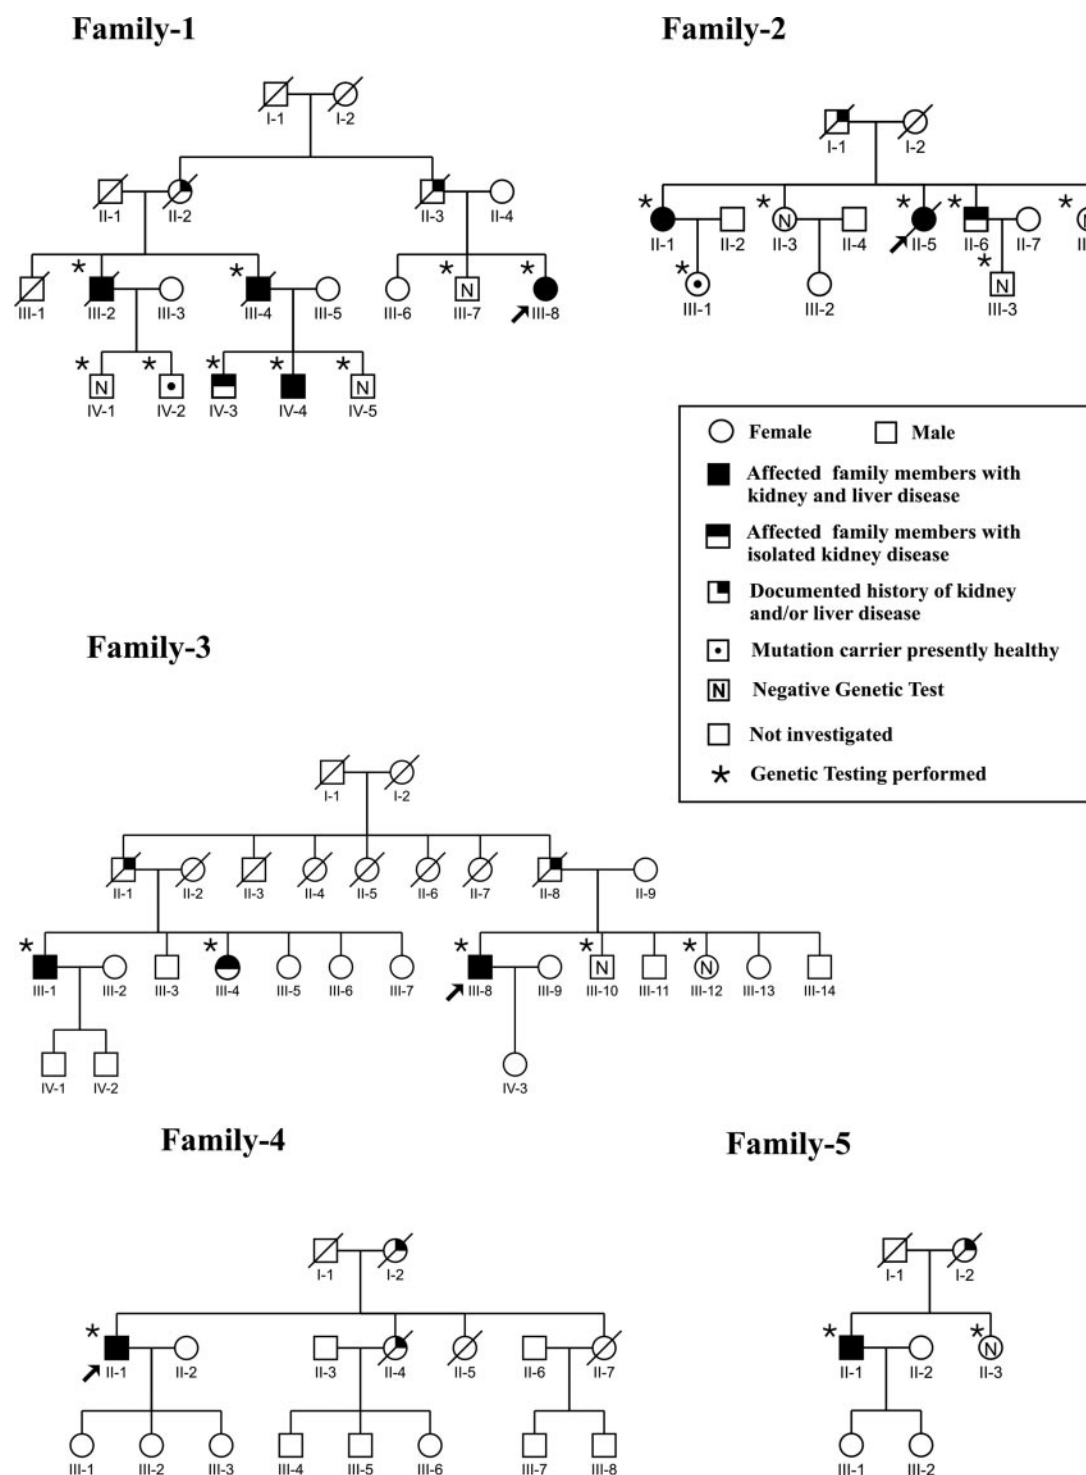 Family-1
Family-2
I-1 I-2
I-1 I-2
II-1 II-2 II-3 II-4
* * * * *
N N
II-1 II-2 II-3 II-4 II-5 II-6 II-7
* * * * *
N N
III-1 III-2 III-3 III-4 III-5 III-6 III-7 III-8
III-1 III-2 III-3
* * * * *
N N
IV-1 IV-2 IV-3 IV-4 IV-5
Female Male
Affected family members with
kidney and liver disease
Affected family members with
isolated kidney disease
Documented history of kidney
and/or liver disease
Mutation carrier presently healthy
N Negative Genetic Test
Not investigated
* Genetic Testing performed
Family-3
I-1 I-2
II-1 II-2 II-3 II-4 II-5 II-6 II-7 II-8 II-9
* * * * *
N N
III-1 III-2 III-3 III-4 III-5 III-6 III-7 III-8 III-9 III-10 III-11 III-12 III-13 III-14
IV-1 IV-2 IV-3
Family-4
Family-5
I-1 I-2
I-1 I-2
*
II-1 II-2 II-3 II-4 II-5 II-6 II-7
* *
N
II-1 II-2 II-3
III-1 III-2 III-3 III-4 III-5 III-6 III-7 III-8
III-1 III-2